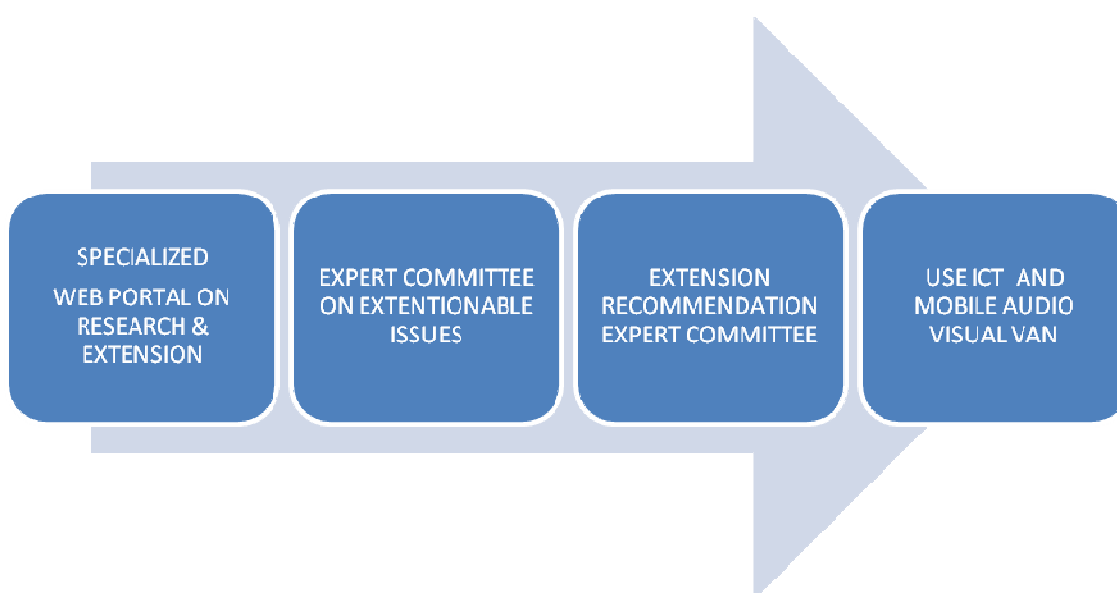 SPECIALIZED
WEB PORTAL ON
RESEARCH &
EXTENSION
EXPERT COMMITTEE
ON EXTENTIONABLE
ISSUES
EXTENSION
RECOMMENDATION
EXPERT COMMITTEE
USE ICT AND
MOBILE AUDIO
VISUAL VAN